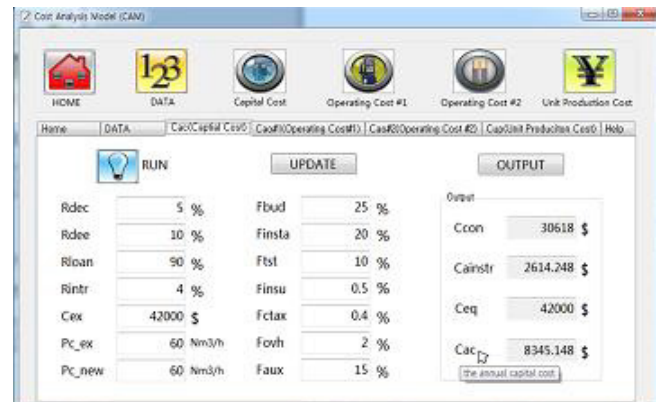 Cost Analysis Model (CAM)
HOME DATA Capital Cost Operating Cost #1 Operating Cost #2 Unit Production Cost
Home DATA Cac(Captial Cost) Cao#1(Operating Cost#1) Cao#2(Operating Cost #2) Cup(Unit Produciton Cost) Help
RUN UPDATE OUTPUT
Output
Rdec 5 % Fbud 25 %
Ccon 30618 $
Rdee 10 % Finsta 20 %
Rloan 90 % Ftst 10 %
Cainstr 2614.248 $
Rintr 4 % Finsu 0.5 %
Cex 42000 $ Fctax 0.4 %
Ceq 42000 $
Pc_ex 60 Nm3/h Fovh 2 %
Cac 8345.148 $
Pc_new 60 Nm3/h Faux 15 %
the annual capital cost